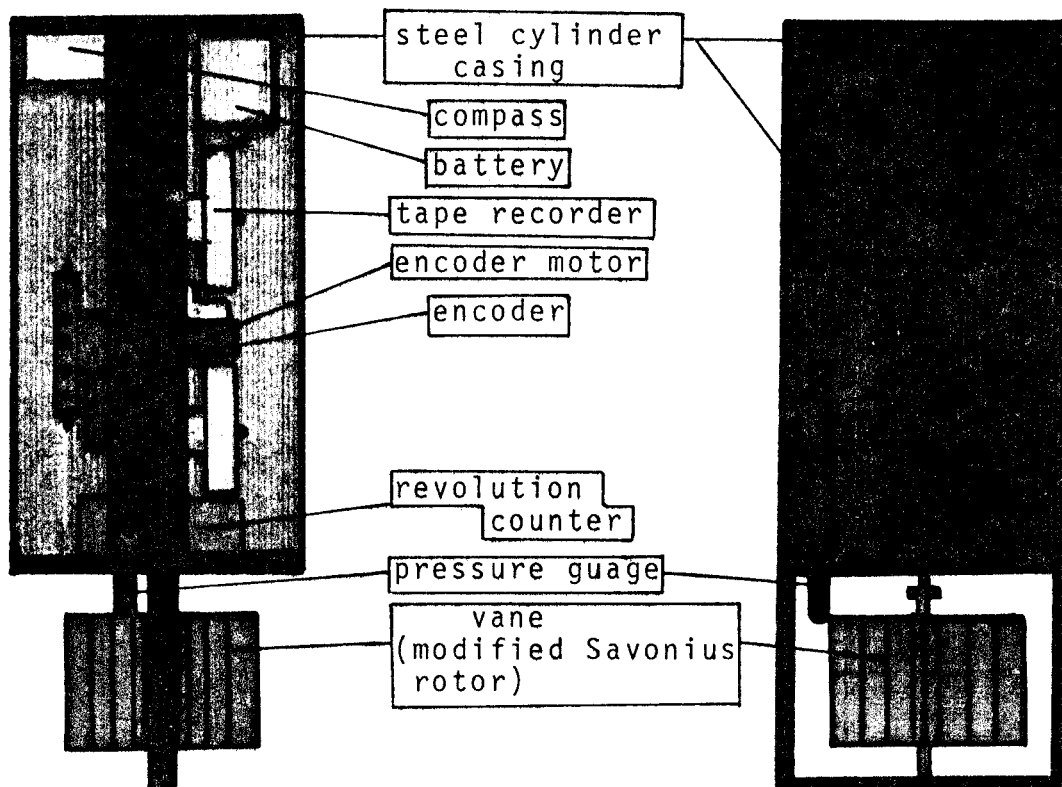 steel cylinder
casing
compass
battery
tape recorder
encoder motor
encoder
revolution
counter
pressure guage
vane
(modified Savonius
rotor)